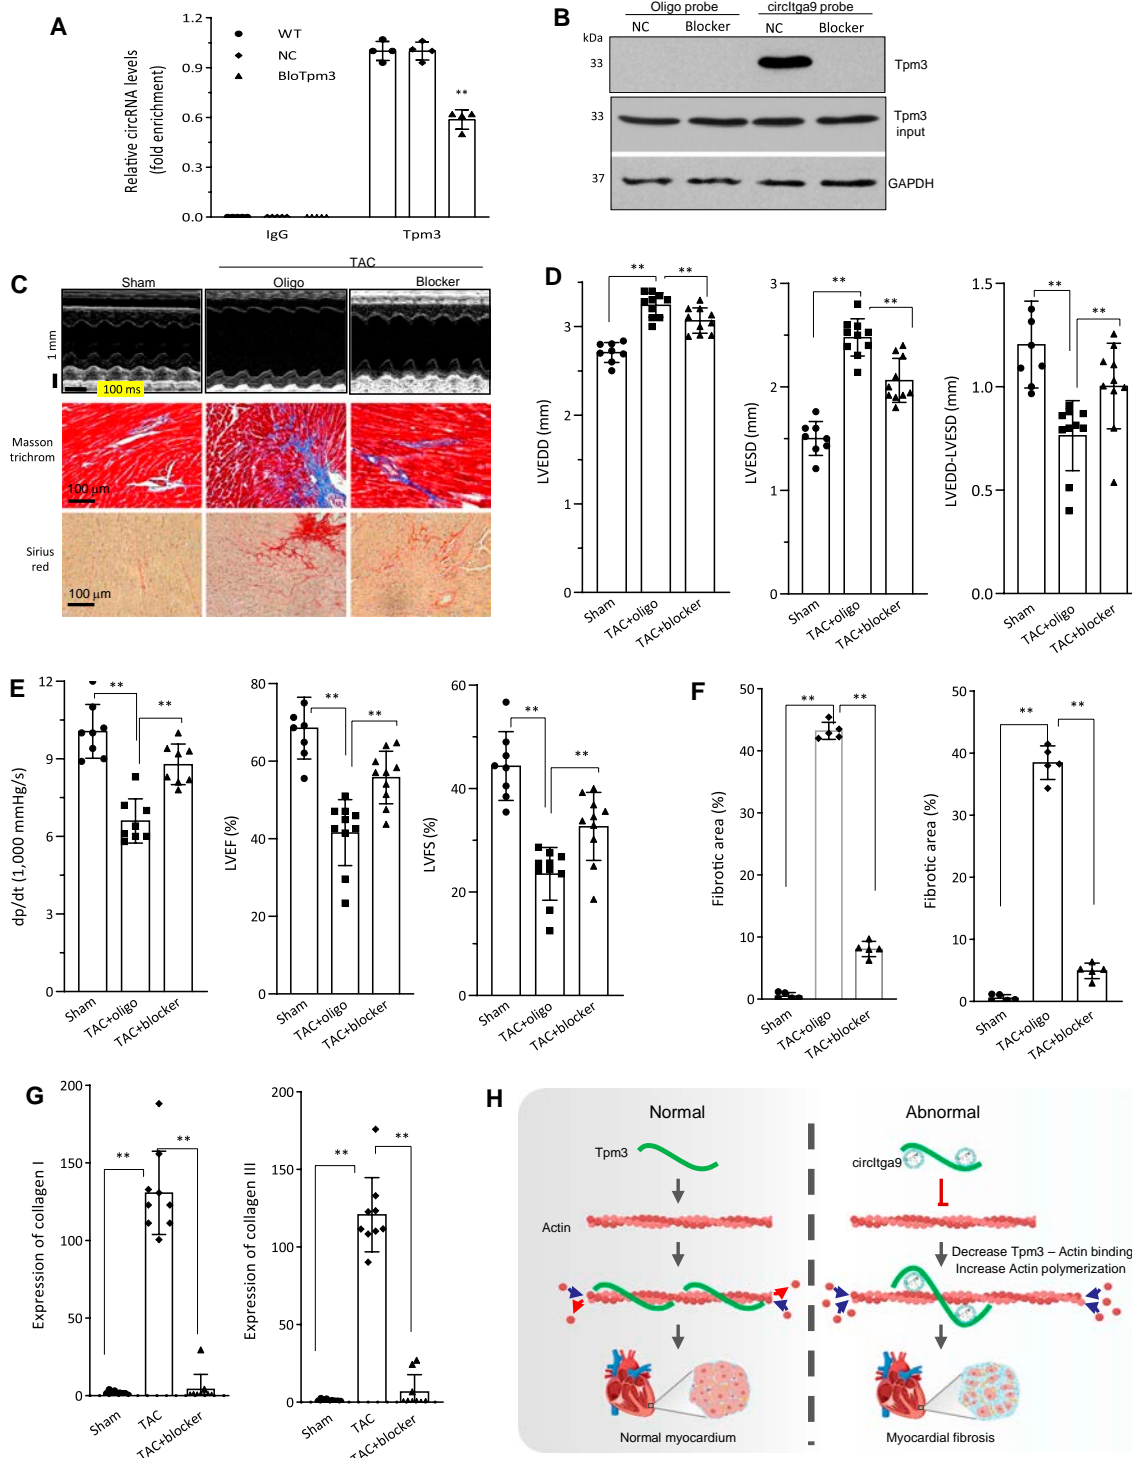 A
Relative circRNA levels
(fold enrichment)
1.2
0.9
0.6
0.3
0.0
WT
NC
BloTpm3
**
IgG
Tpm3
B
Oligo probe
circItga9 probe
kDa
NC
Blocker
NC
Blocker
33
Tpm3
33
Tpm3
input
37
GAPDH
C
TAC
Sham
Oligo
Blocker
1 mm
100 ms
Masson
trichrom
100 μm
Sirius
red
100 μm
D
LVEDD (mm)
3
2
1
0
**
**
Sham
TAC+oligo
TAC+blocker
LVESD (mm)
3
2
1
0
**
**
Sham
TAC+oligo
TAC+blocker
LVEDD-LVESD (mm)
1.5
1.0
0.5
0.0
**
**
Sham
TAC+oligo
TAC+blocker
E
dp/dt (1,000 mmHg/s)
12
9
6
3
0
**
**
Sham
TAC+oligo
TAC+blocker
LVEF (%)
80
60
40
20
0
**
**
Sham
TAC+oligo
TAC+blocker
LVFS (%)
60
40
20
0
**
**
Sham
TAC+oligo
TAC+blocker
F
Fibrotic area (%)
50
40
30
20
10
0
**
**
Sham
TAC+oligo
TAC+blocker
Fibrotic area (%)
50
40
30
20
10
0
**
**
Sham
TAC+oligo
TAC+blocker
G
Expression of collagen I
200
150
100
50
0
**
**
Sham
TAC
TAC+blocker
Expression of collagen III
200
150
100
50
0
**
**
Sham
TAC
TAC+blocker
H
Normal
Abnormal
Tpm3
circItga9
Actin
Decrease Tpm3 – Actin binding
Increase Actin polymerization
Normal myocardium
Myocardial fibrosis